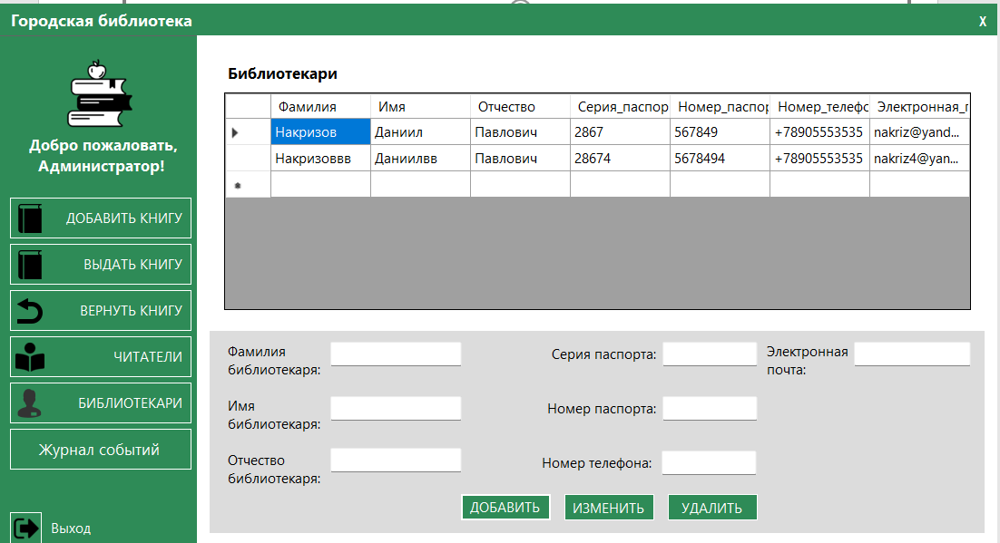 Городская библиотека
X
Добро пожаловать,
Администратор!
ДОБАВИТЬ КНИГУ
ВЫДАТЬ КНИГУ
ВЕРНУТЬ КНИГУ
ЧИТАТЕЛИ
БИБЛИОТЕКАРИ
Журнал событий
Выход
Библиотекари
Фамилия Имя Отчество Серия_паспор Номер_паспор Номер_телефо Электронная_п
Накризов Даниил Павлович 2867 567849 +78905553535 nakriz@yand...
Накризоввв Даниилвв Павлович 28674 5678494 +78905553535 nakriz4@yan...
Фамилия
библиотекаря:
Серия паспорта:
Электронная
почта:
Имя
библиотекаря:
Номер паспорта:
Отчество
библиотекаря:
Номер телефона:
ДОБАВИТЬ ИЗМЕНИТЬ УДАЛИТЬ